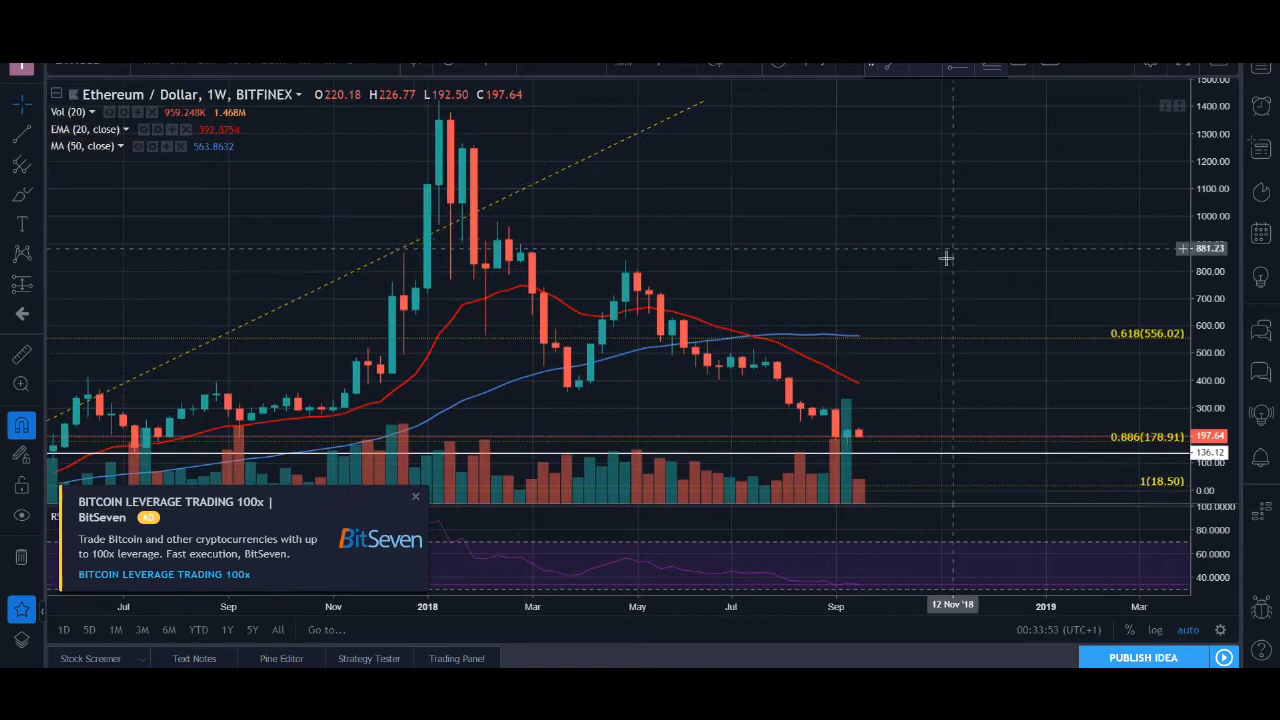 T
Ethereum / Dollar, 1W, BITFINEX O220.18 H226.77 L192.50 C197.64
Vol (20) 959.248K 1.468M
EMA (20, close) 392.8754
MA (50, close) 563.8632
1500.00
1400.00
1300.00
1200.00
1100.00
1000.00
881.23
800.00
700.00
600.00
0.618(556.02)
500.00
400.00
300.00
0.886(178.91)
197.64
136.12
100.00
1(18.50)
0.00
BITCOIN LEVERAGE TRADING 100x |
BitSeven AD
Trade Bitcoin and other cryptocurrencies with up
to 100x leverage. Fast execution, BitSeven.
BITCOIN LEVERAGE TRADING 100x
BitSeven
100.0000
80.0000
60.0000
40.0000
Jul Sep Nov 2018 Mar May Jul Sep 12 Nov '18 2019 Mar
1D 5D 1M 3M 6M YTD 1Y 5Y All Go to... 00:33:53 (UTC+1) % log auto
Stock Screener Text Notes Pine Editor Strategy Tester Trading Panel PUBLISH IDEA